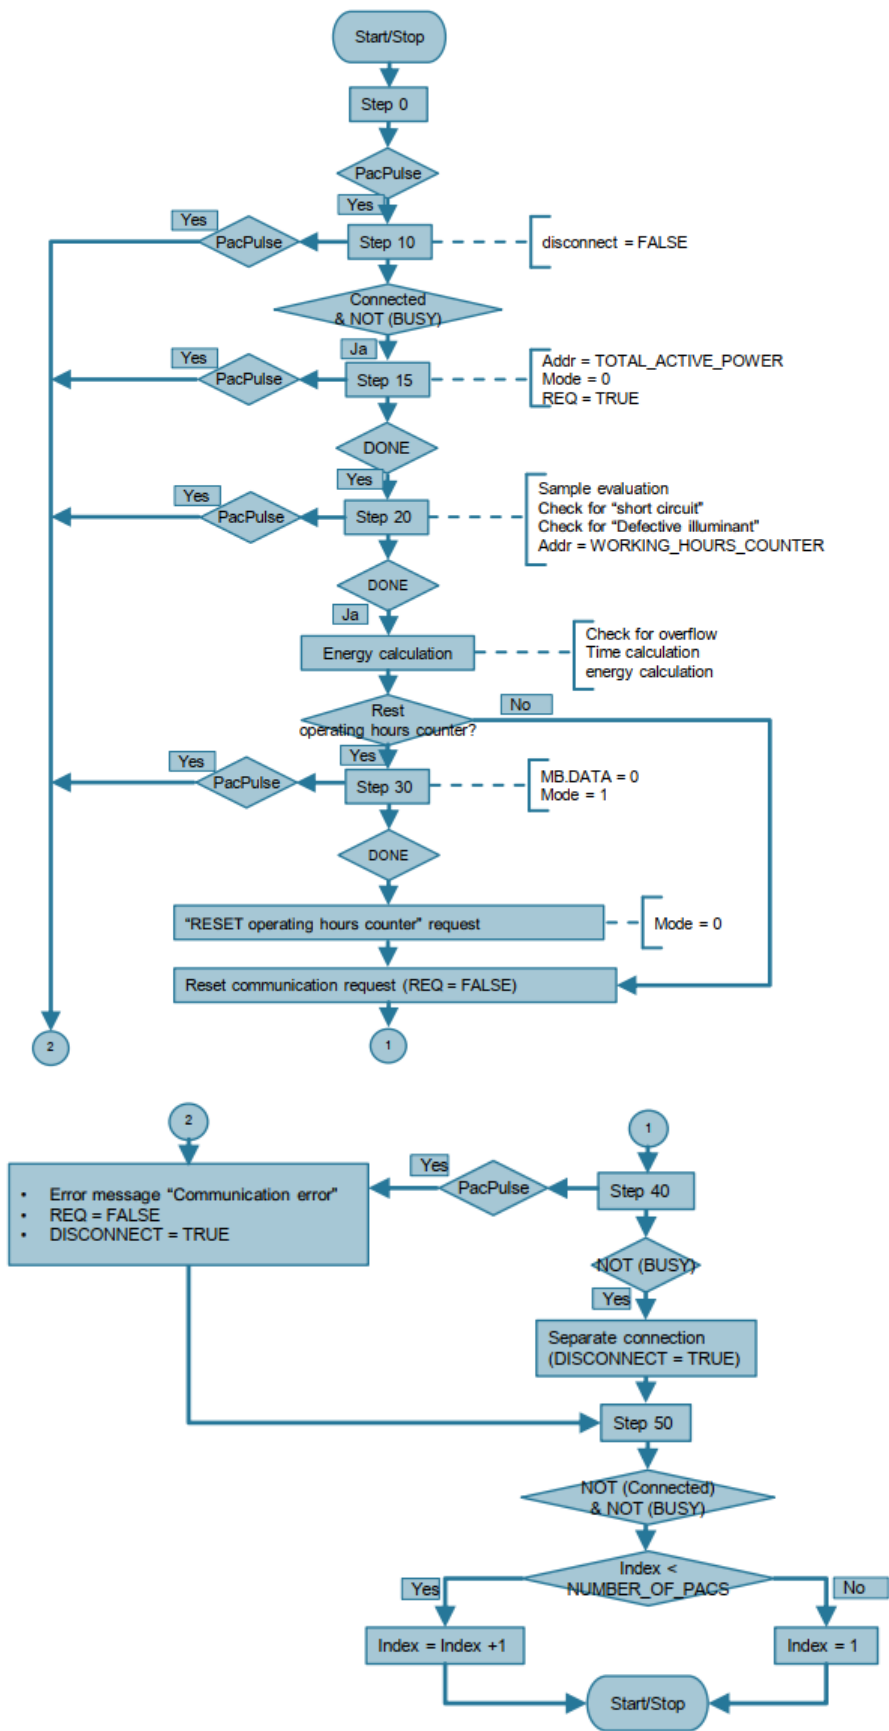 Start/Stop
Step 0
PacPulse
Yes
Yes
PacPulse
Step 10
disconnect = FALSE
Connected
& NOT (BUSY)
Ja
Yes
PacPulse
Step 15
Addr = TOTAL_ACTIVE_POWER
Mode = 0
REQ = TRUE
DONE
Yes
Yes
PacPulse
Step 20
Sample evaluation
Check for “short circuit”
Check for “Defective illuminant”
Addr = WORKING_HOURS_COUNTER
DONE
Ja
Energy calculation
Check for overflow
Time calculation
energy calculation
Rest
operating hours counter?
No
Yes
Yes
PacPulse
Step 30
MB.DATA = 0
Mode = 1
DONE
“RESET operating hours counter” request
Mode = 0
Reset communication request (REQ = FALSE)
2
1
2
1
• Error message “Communication error”
• REQ = FALSE
• DISCONNECT = TRUE
Yes
PacPulse
Step 40
NOT (BUSY)
Yes
Separate connection
(DISCONNECT = TRUE)
Step 50
NOT (Connected)
& NOT (BUSY)
Index <
NUMBER_OF_PACS
Yes
No
Index = Index +1
Index = 1
Start/Stop